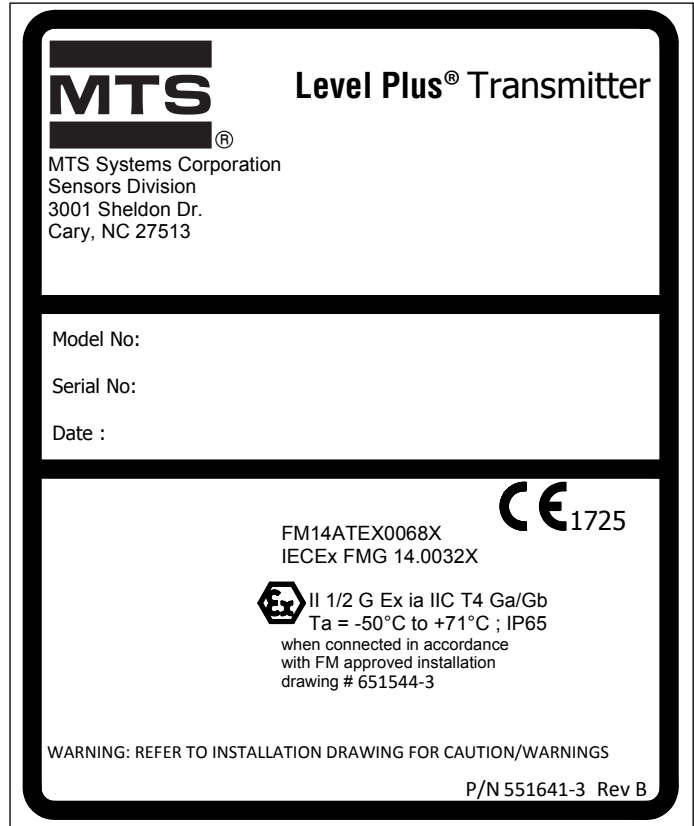 MTS
®
Level Plus® Transmitter
MTS Systems Corporation
Sensors Division
3001 Sheldon Dr.
Cary, NC 27513
Model No:
Serial No:
Date :
CE 1725
FM14ATEX0068X
IECEx FMG 14.0032X
Ex II 1/2 G Ex ia IIC T4 Ga/Gb
Ta = -50°C to +71°C ; IP65
when connected in accordance
with FM approved installation
drawing # 651544-3
WARNING: REFER TO INSTALLATION DRAWING FOR CAUTION/WARNINGS
P/N 551641-3 Rev B